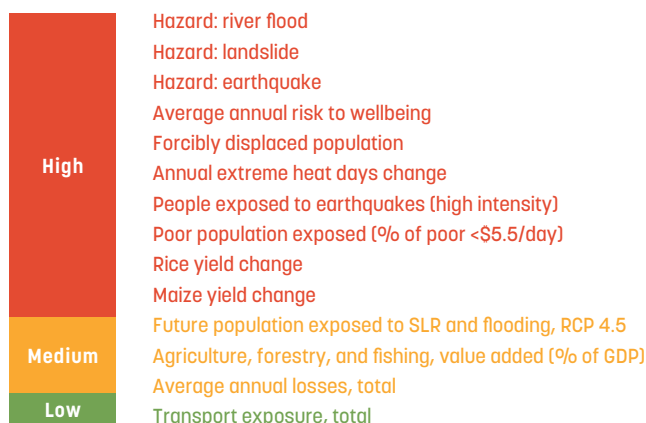 Hazard: river flood
Hazard: landslide
Hazard: earthquake
Average annual risk to wellbeing
Forcibly displaced population
High
Annual extreme heat days change
People exposed to earthquakes (high intensity)
Poor population exposed (% of poor <$5.5/day)
Rice yield change
Maize yield change
Future population exposed to SLR and flooding, RCP 4.5
Medium
Agriculture, forestry, and fishing, value added (% of GDP)
Average annual losses, total
Low
Transport exposure, total